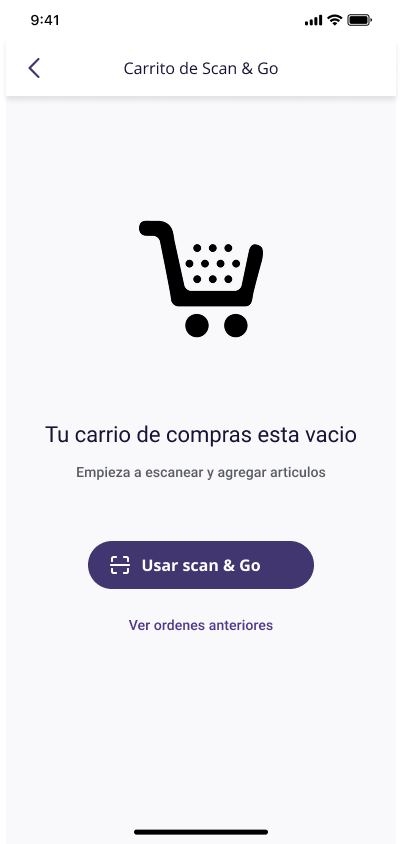 9:41
Carrito de Scan & Go
Tu carrio de compras esta vacio
Empieza a escanear y agregar articulos
Usar scan & Go
Ver ordenes anteriores